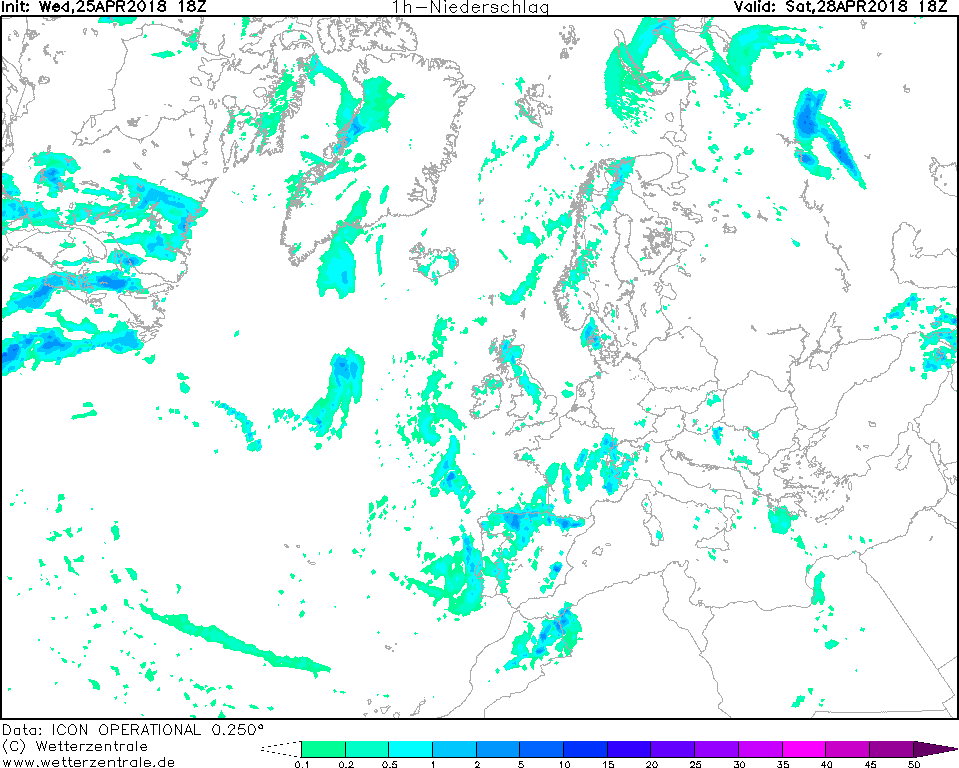 Init: Wed,25APR2018 18Z 1h-Niederschlag Valid: Sat,28APR2018 18Z
Data: ICON OPERATIONAL 0.250°
(C) Wetterzentrale
www.wetterzentrale.de
0.1 0.2 0.5 1 2 5 10 15 20 25 30 35 40 45 50